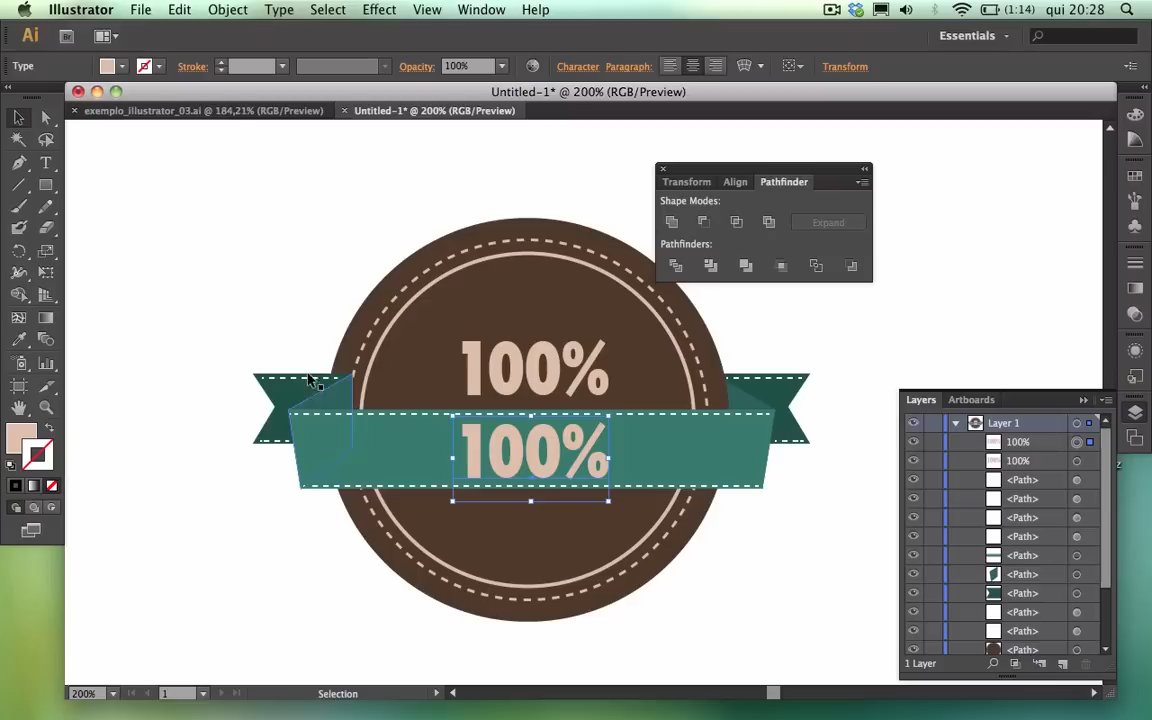 Illustrator File Edit Object Type Select Effect View Window Help (1:14) qui 20:28
Ai Br Essentials
Type Stroke: Opacity: 100% Character Paragraph: Transform
Untitled-1* @ 200% (RGB/Preview)
exemplo_illustrator_03.ai @ 184,21% (RGB/Preview) Untitled-1* @ 200% (RGB/Preview)
Transform Align Pathfinder
Shape Modes:
Expand
Pathfinders:
100%
100%
Layers Artboards
Layer 1
100%
100%
<Path>
<Path>
<Path>
<Path>
<Path>
<Path>
<Path>
<Path>
<Path>
<Path>
1 Layer
200% 1 Selection